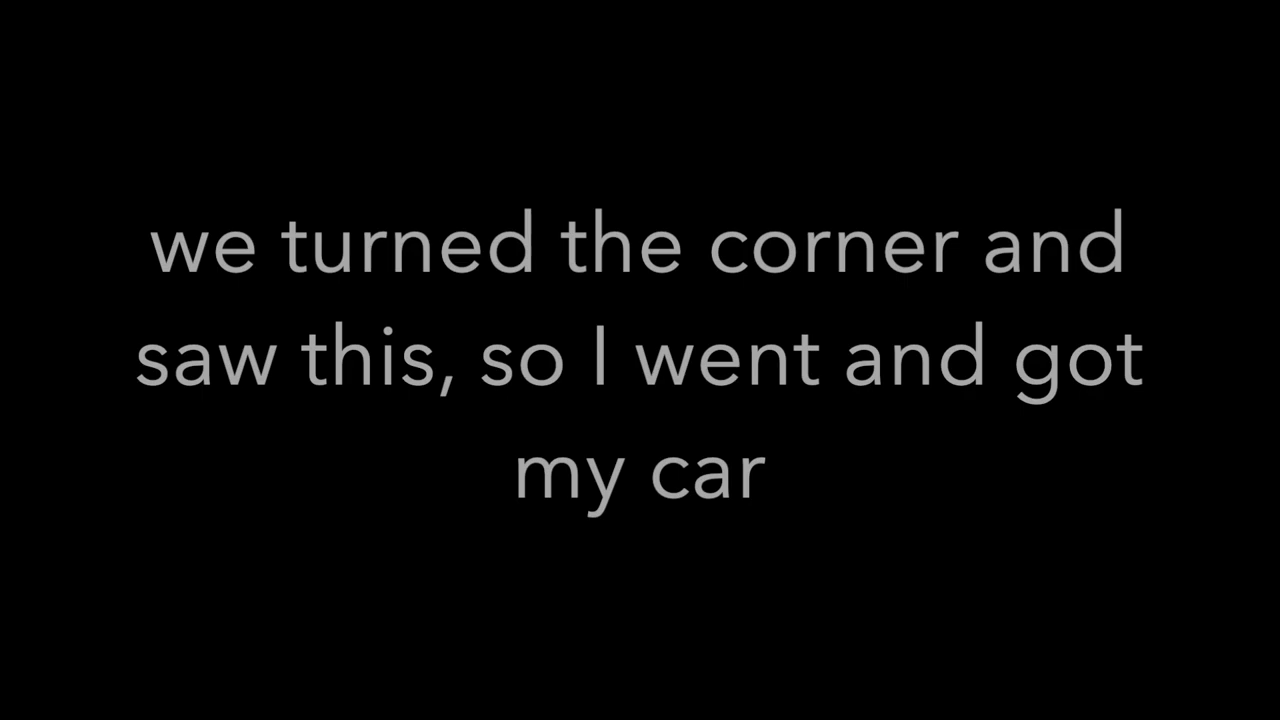 we turned the corner and
saw this, so I went and got
my car